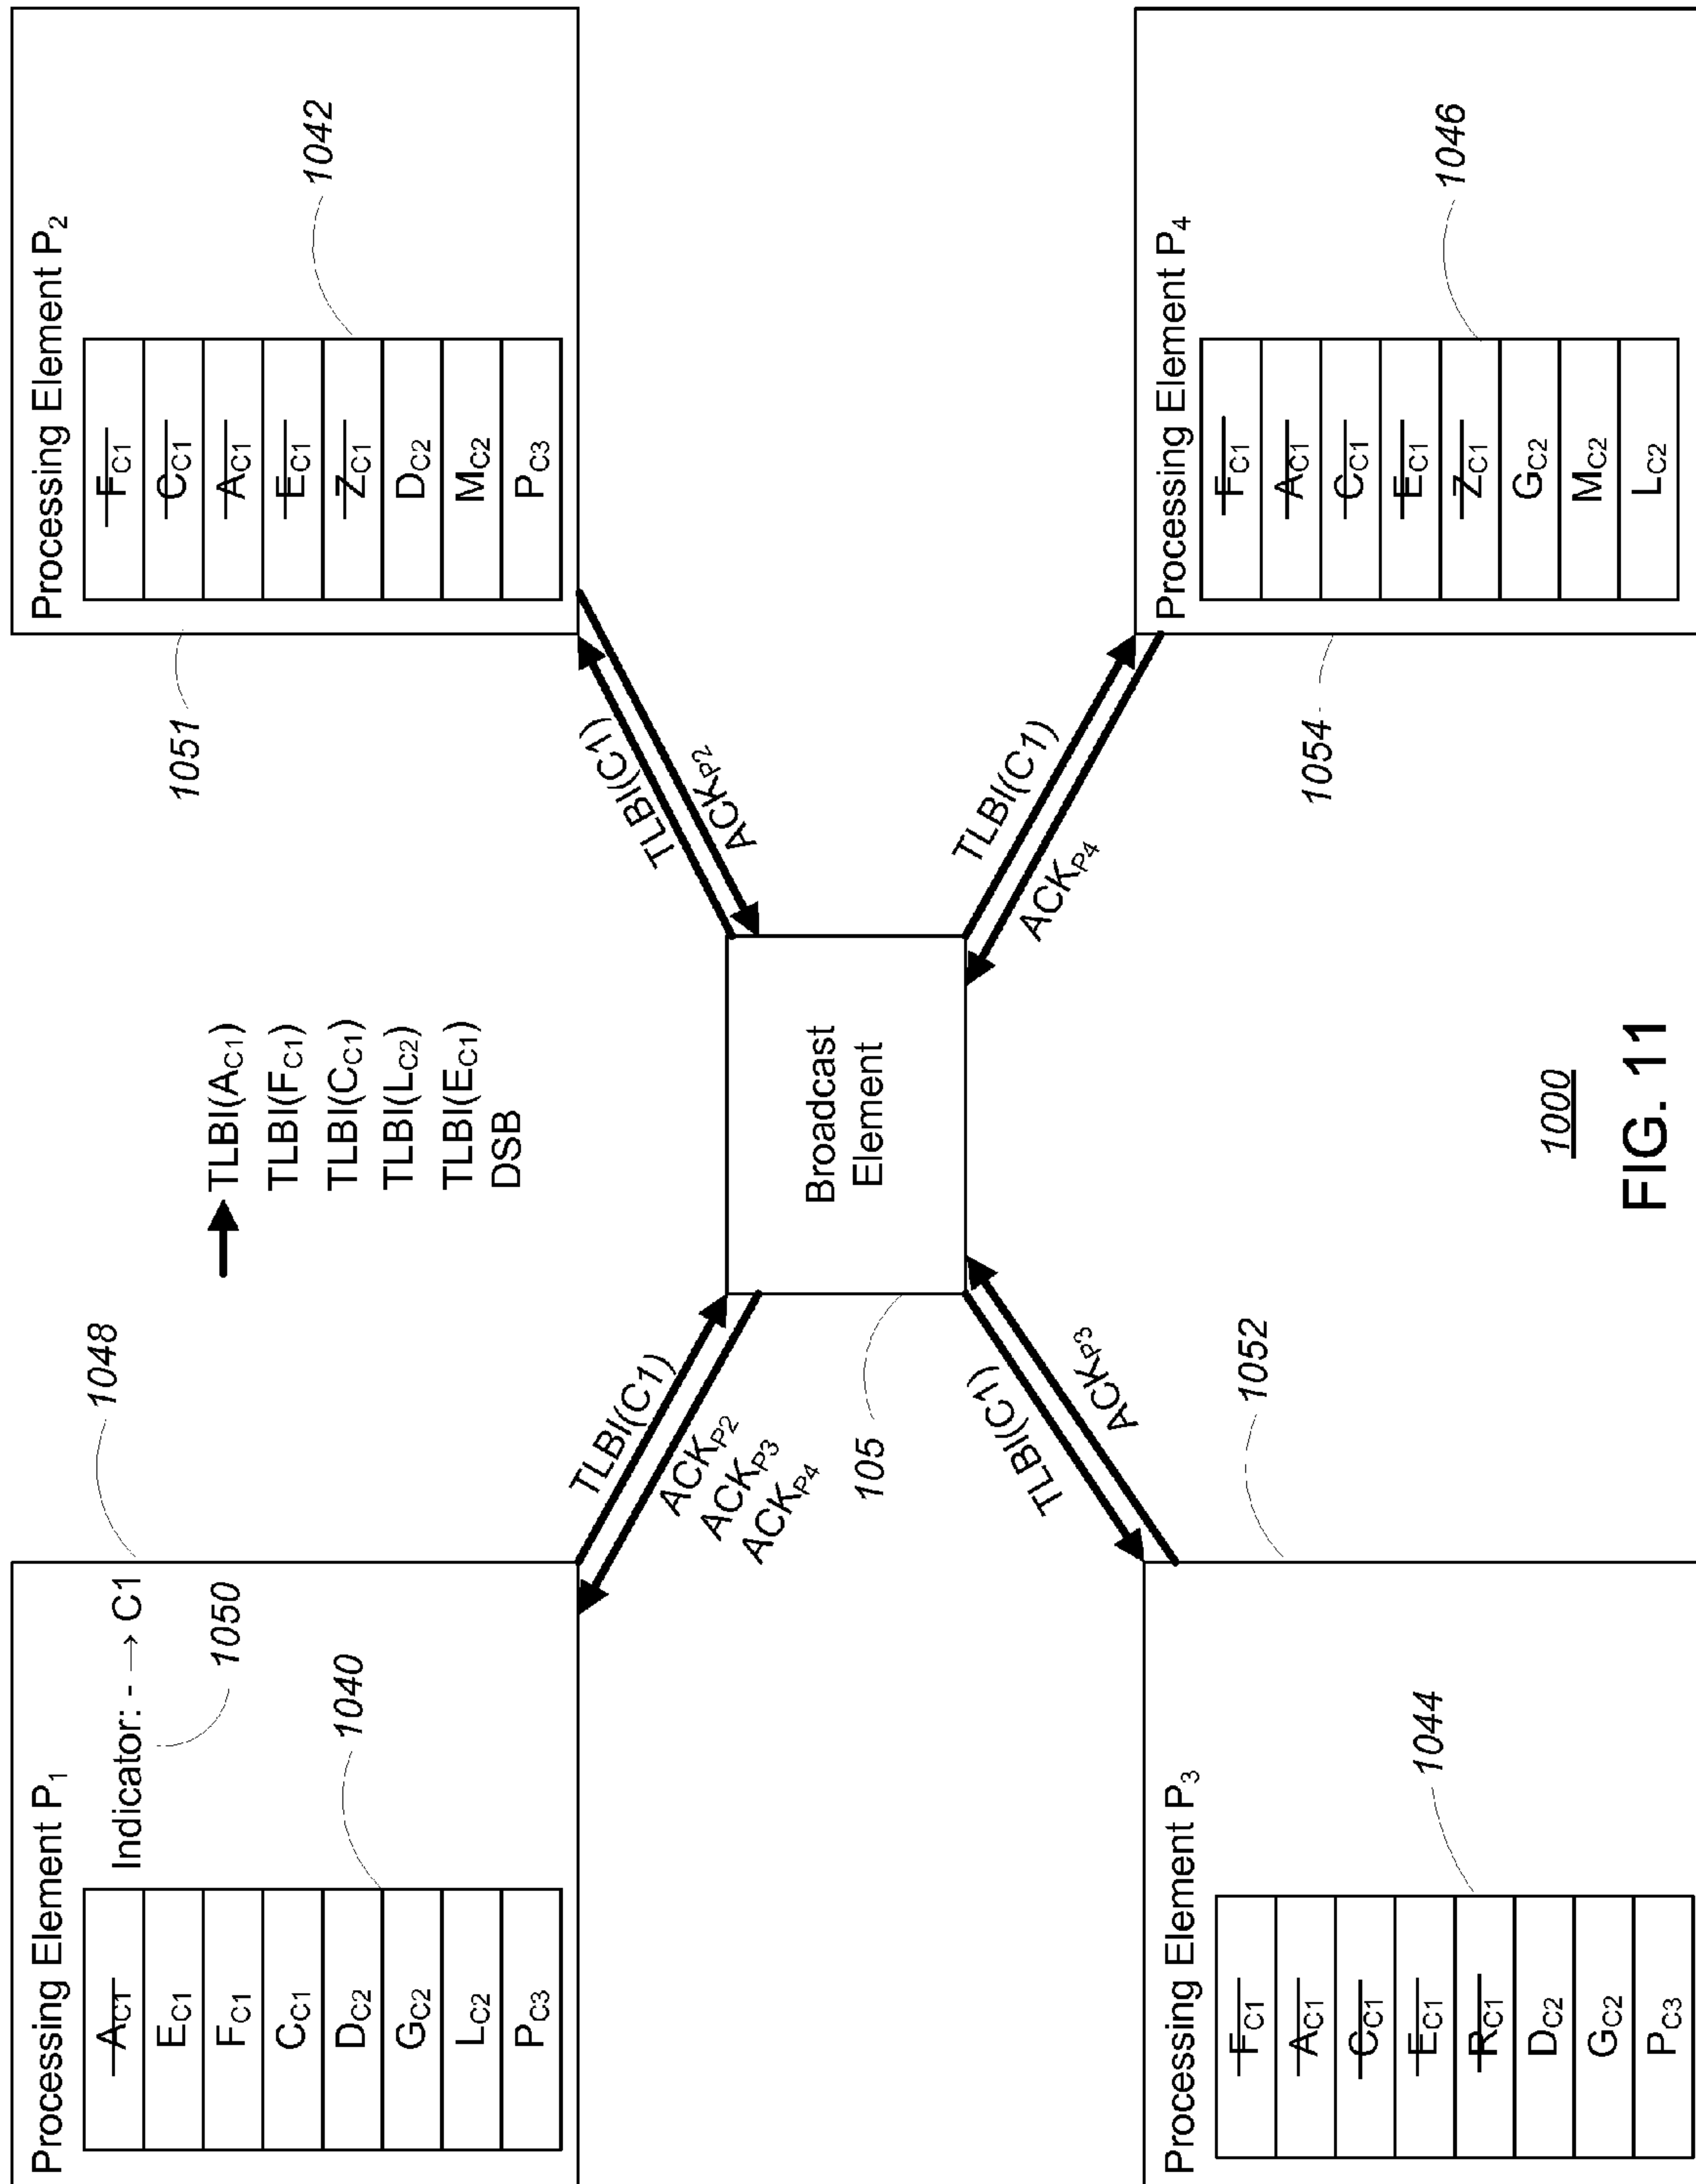 Processing Element P1
Indicator: - → C1
1048
1050
AC1
EC1
FC1
CC1
DC2
GC2
LC2
PC3
1040
TLBI(AC1)
TLBI(FC1)
TLBI(CC1)
TLBI(LC2)
TLBI(EC1)
DSB
Processing Element P2
1051
FC1
CC1
AC1
EC1
ZC1
DC2
MC2
PC3
1042
TLBI(C1)
ACKP2
ACKP3
ACKP4
TLBI(C1)
ACKP2
Broadcast
Element
105
TLBI(C1)
ACKP3
TLBI(C1)
ACKP4
Processing Element P3
1052
FC1
AC1
CC1
EC1
RC1
DC2
GC2
PC3
1044
Processing Element P4
1054
FC1
AC1
CC1
EC1
ZC1
GC2
MC2
LC2
1046
1000
FIG. 11